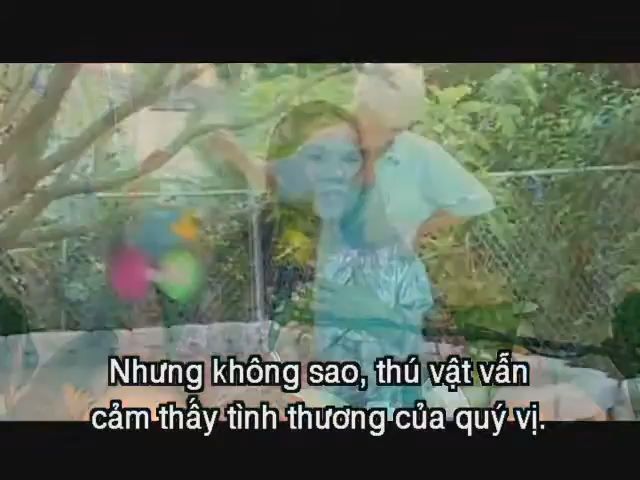 Nhưng không sao, thú vật vẫn
cảm thấy tình thương của quý vị.